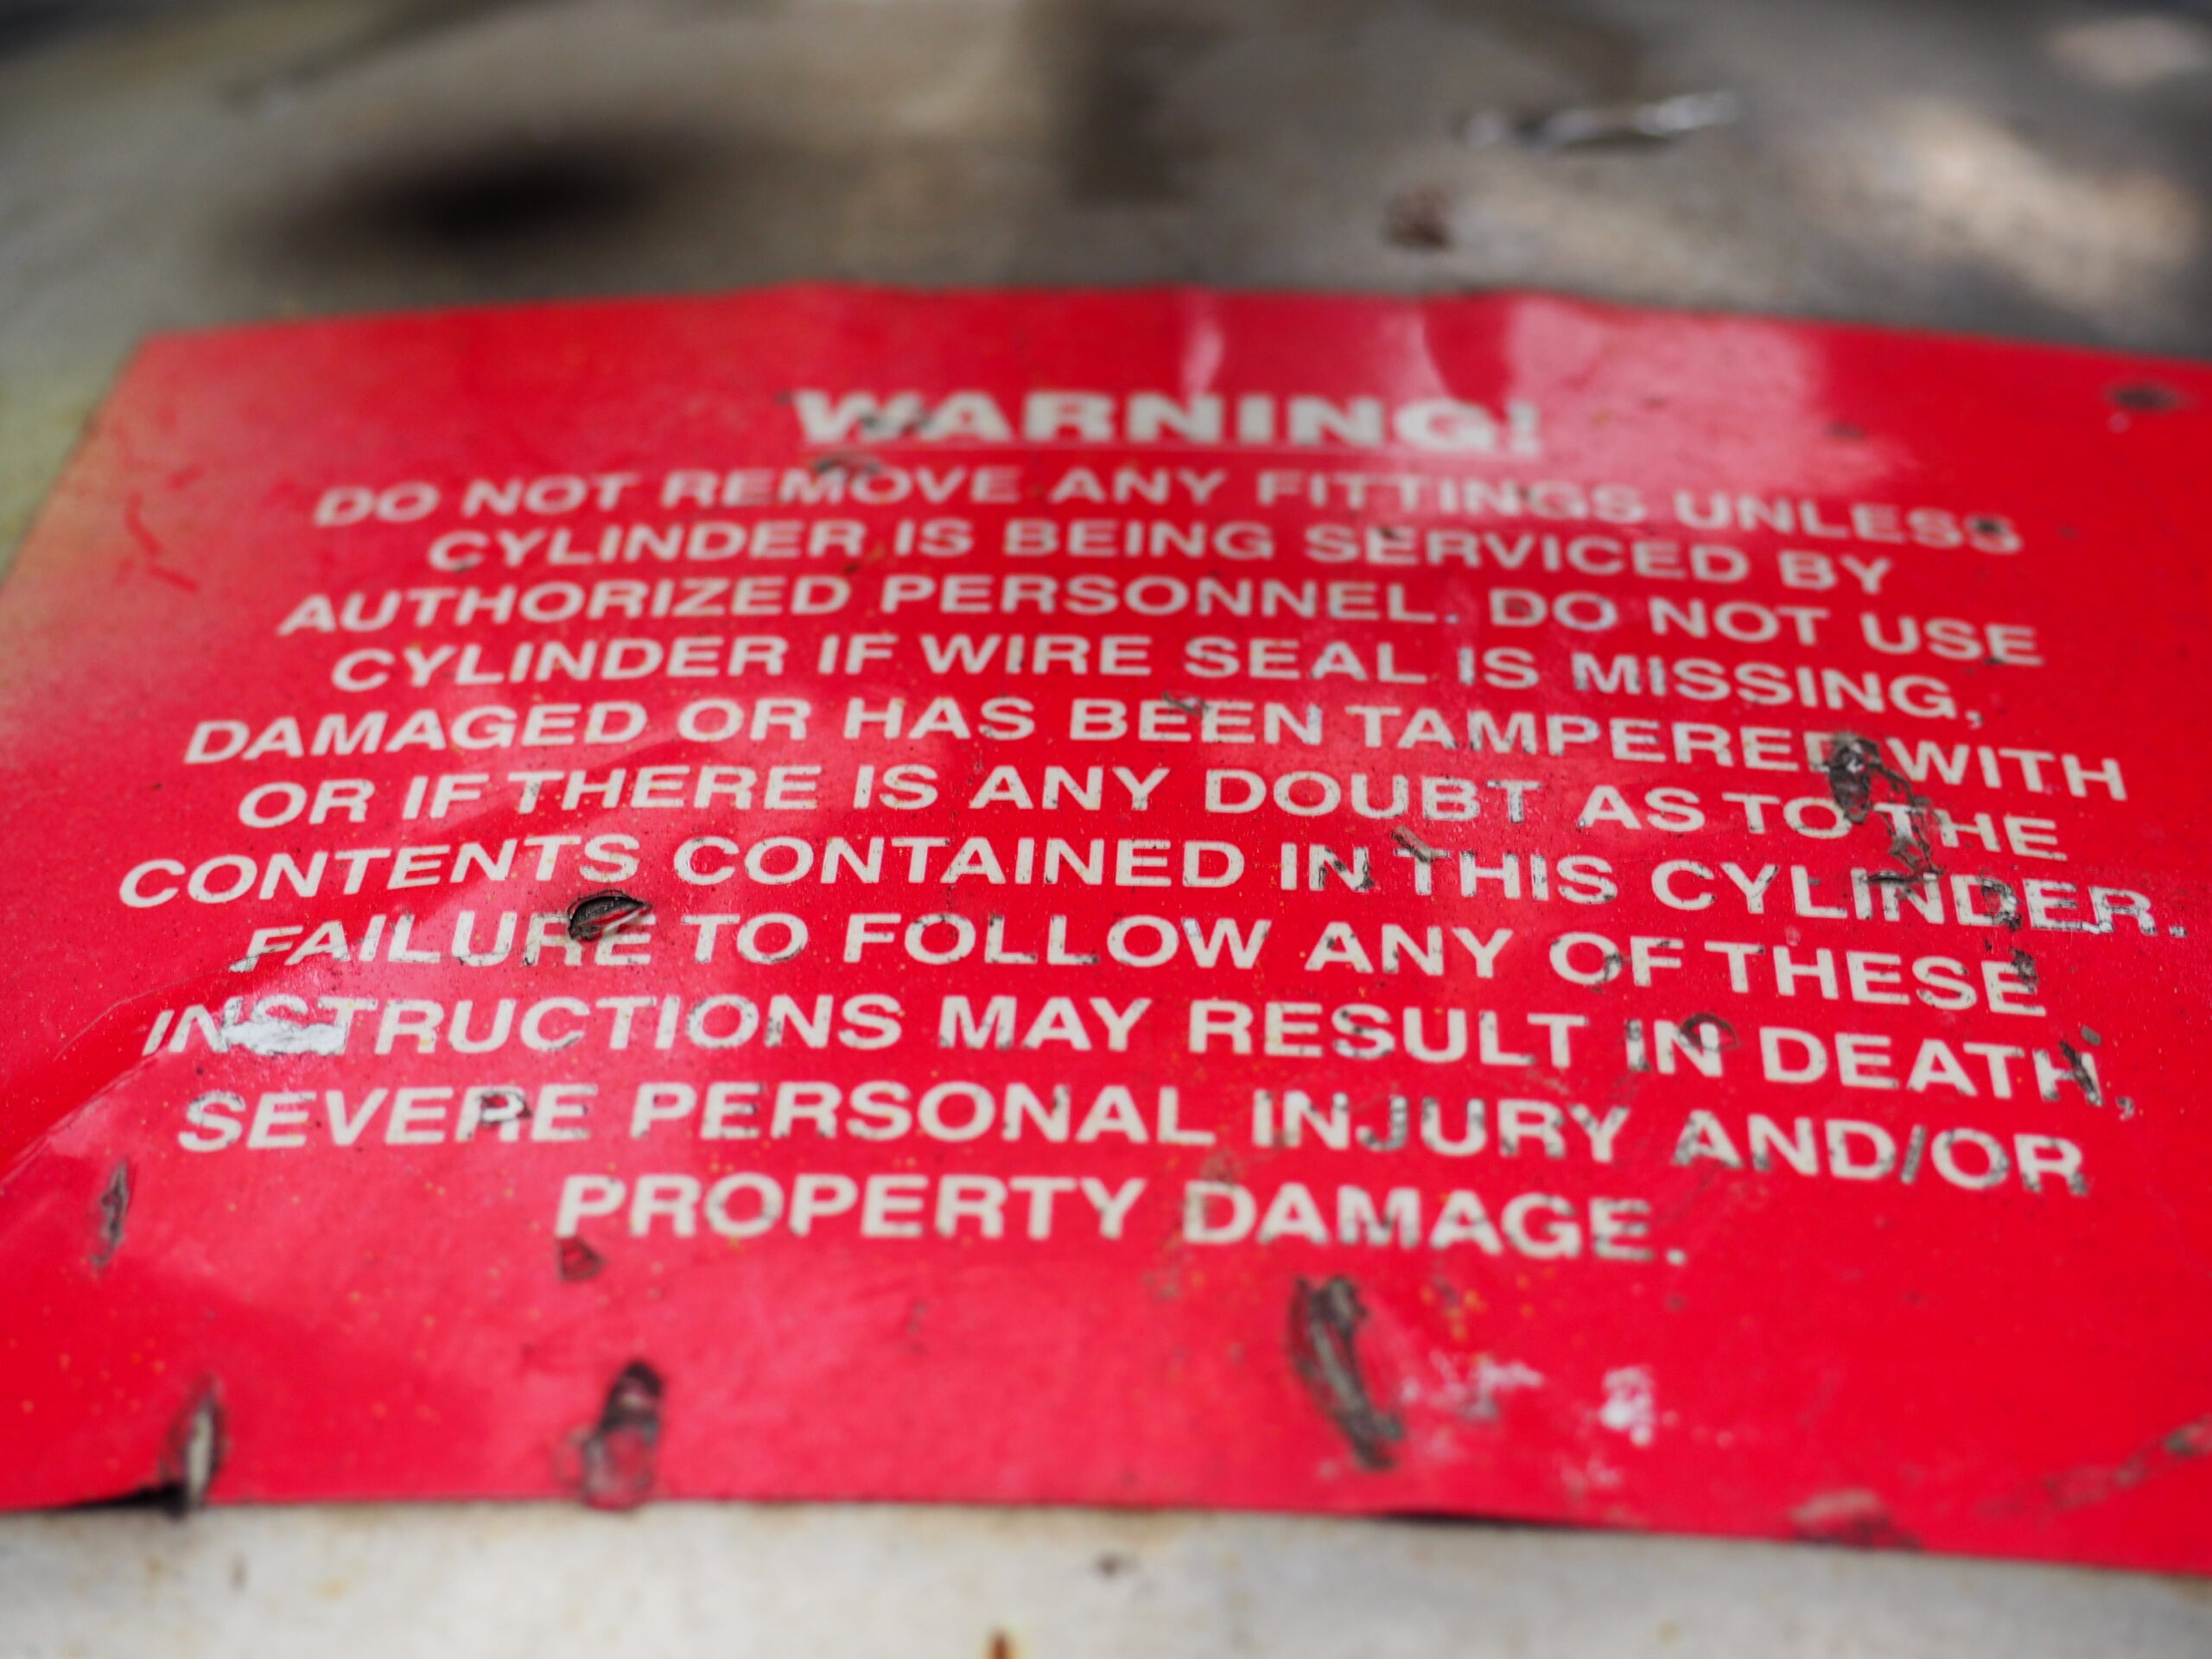 WARNING!
DO NOT REMOVE ANY FITTINGS UNLESS
CYLINDER IS BEING SERVICED BY
AUTHORIZED PERSONNEL. DO NOT USE
CYLINDER IF WIRE SEAL IS MISSING,
DAMAGED OR HAS BEEN TAMPERED WITH
OR IF THERE IS ANY DOUBT AS TO THE
CONTENTS CONTAINED IN THIS CYLINDER.
FAILURE TO FOLLOW ANY OF THESE
INSTRUCTIONS MAY RESULT IN DEATH,
SEVERE PERSONAL INJURY AND/OR
PROPERTY DAMAGE.